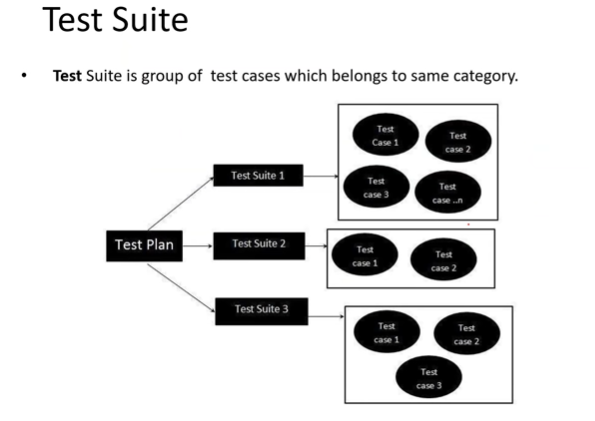 Test Suite
• Test Suite is group of test cases which belongs to same category.
Test Plan
Test Suite 1
Test
Case 1
Test
case 2
Test
case 3
Test
case ..n
Test Suite 2
Test
case 1
Test
case 2
Test Suite 3
Test
case 1
Test
case 2
Test
case 3